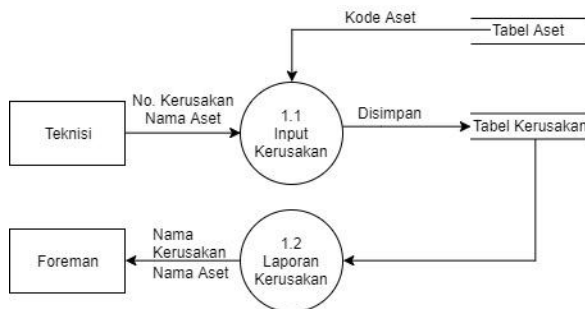 Kode Aset
Tabel Aset
No. Kerusakan
Nama Aset
Teknisi
1.1
Input
Kerusakan
Disimpan
Tabel Kerusakan
Nama
Kerusakan
Nama Aset
Foreman
1.2
Laporan
Kerusakan